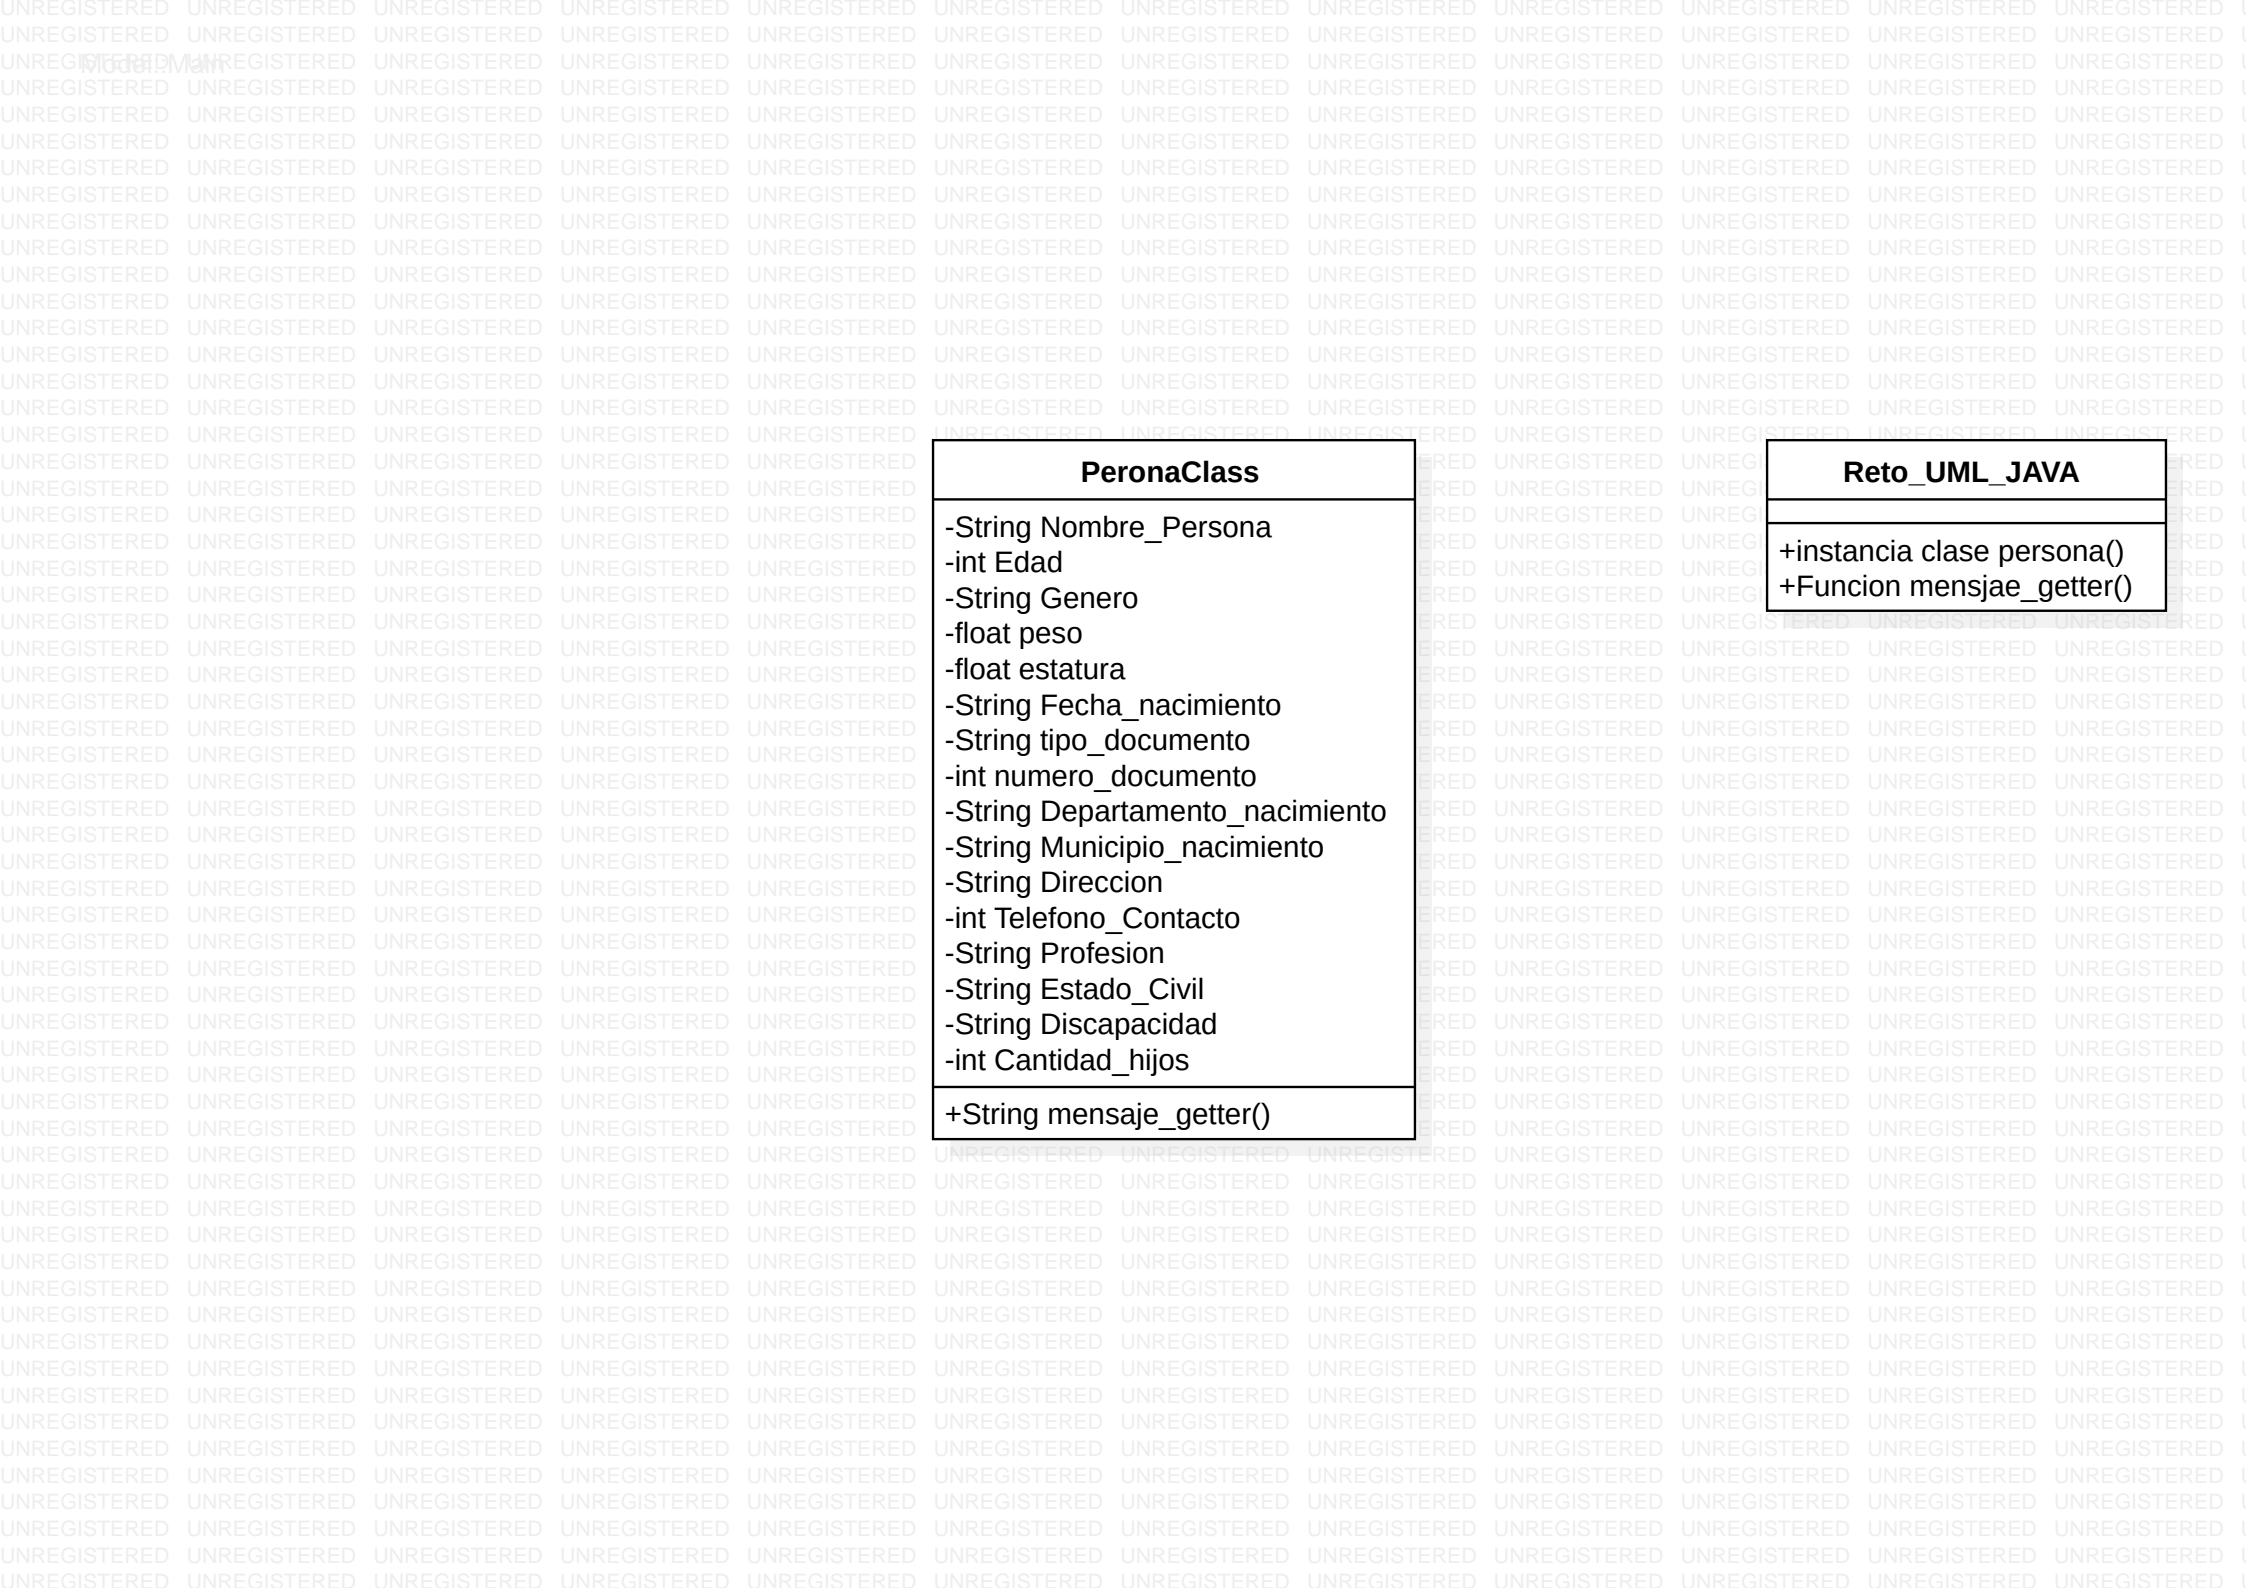 Model::Main
PeronaClass
-String Nombre_Persona
-int Edad
-String Genero
-float peso
-float estatura
-String Fecha_nacimiento
-String tipo_documento
-int numero_documento
-String Departamento_nacimiento
-String Municipio_nacimiento
-String Direccion
-int Telefono_Contacto
-String Profesion
-String Estado_Civil
-String Discapacidad
-int Cantidad_hijos
+String mensaje_getter()
Reto_UML_JAVA
+instancia clase persona()
+Funcion mensjae_getter()
UNREGISTERED